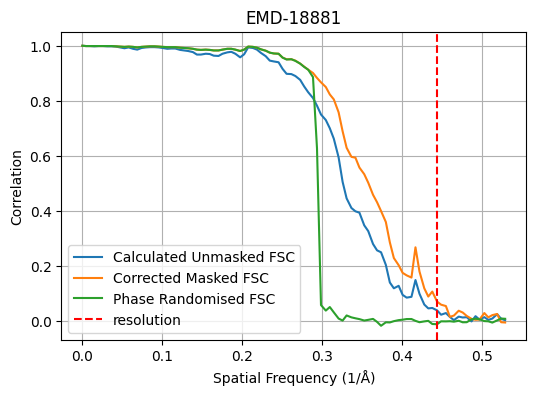 EMD-18881
Correlation
1.0
0.8
0.6
0.4
0.2
0.0
Calculated Unmasked FSC
Corrected Masked FSC
Phase Randomised FSC
resolution
0.0 0.1 0.2 0.3 0.4 0.5
Spatial Frequency (1/Å)